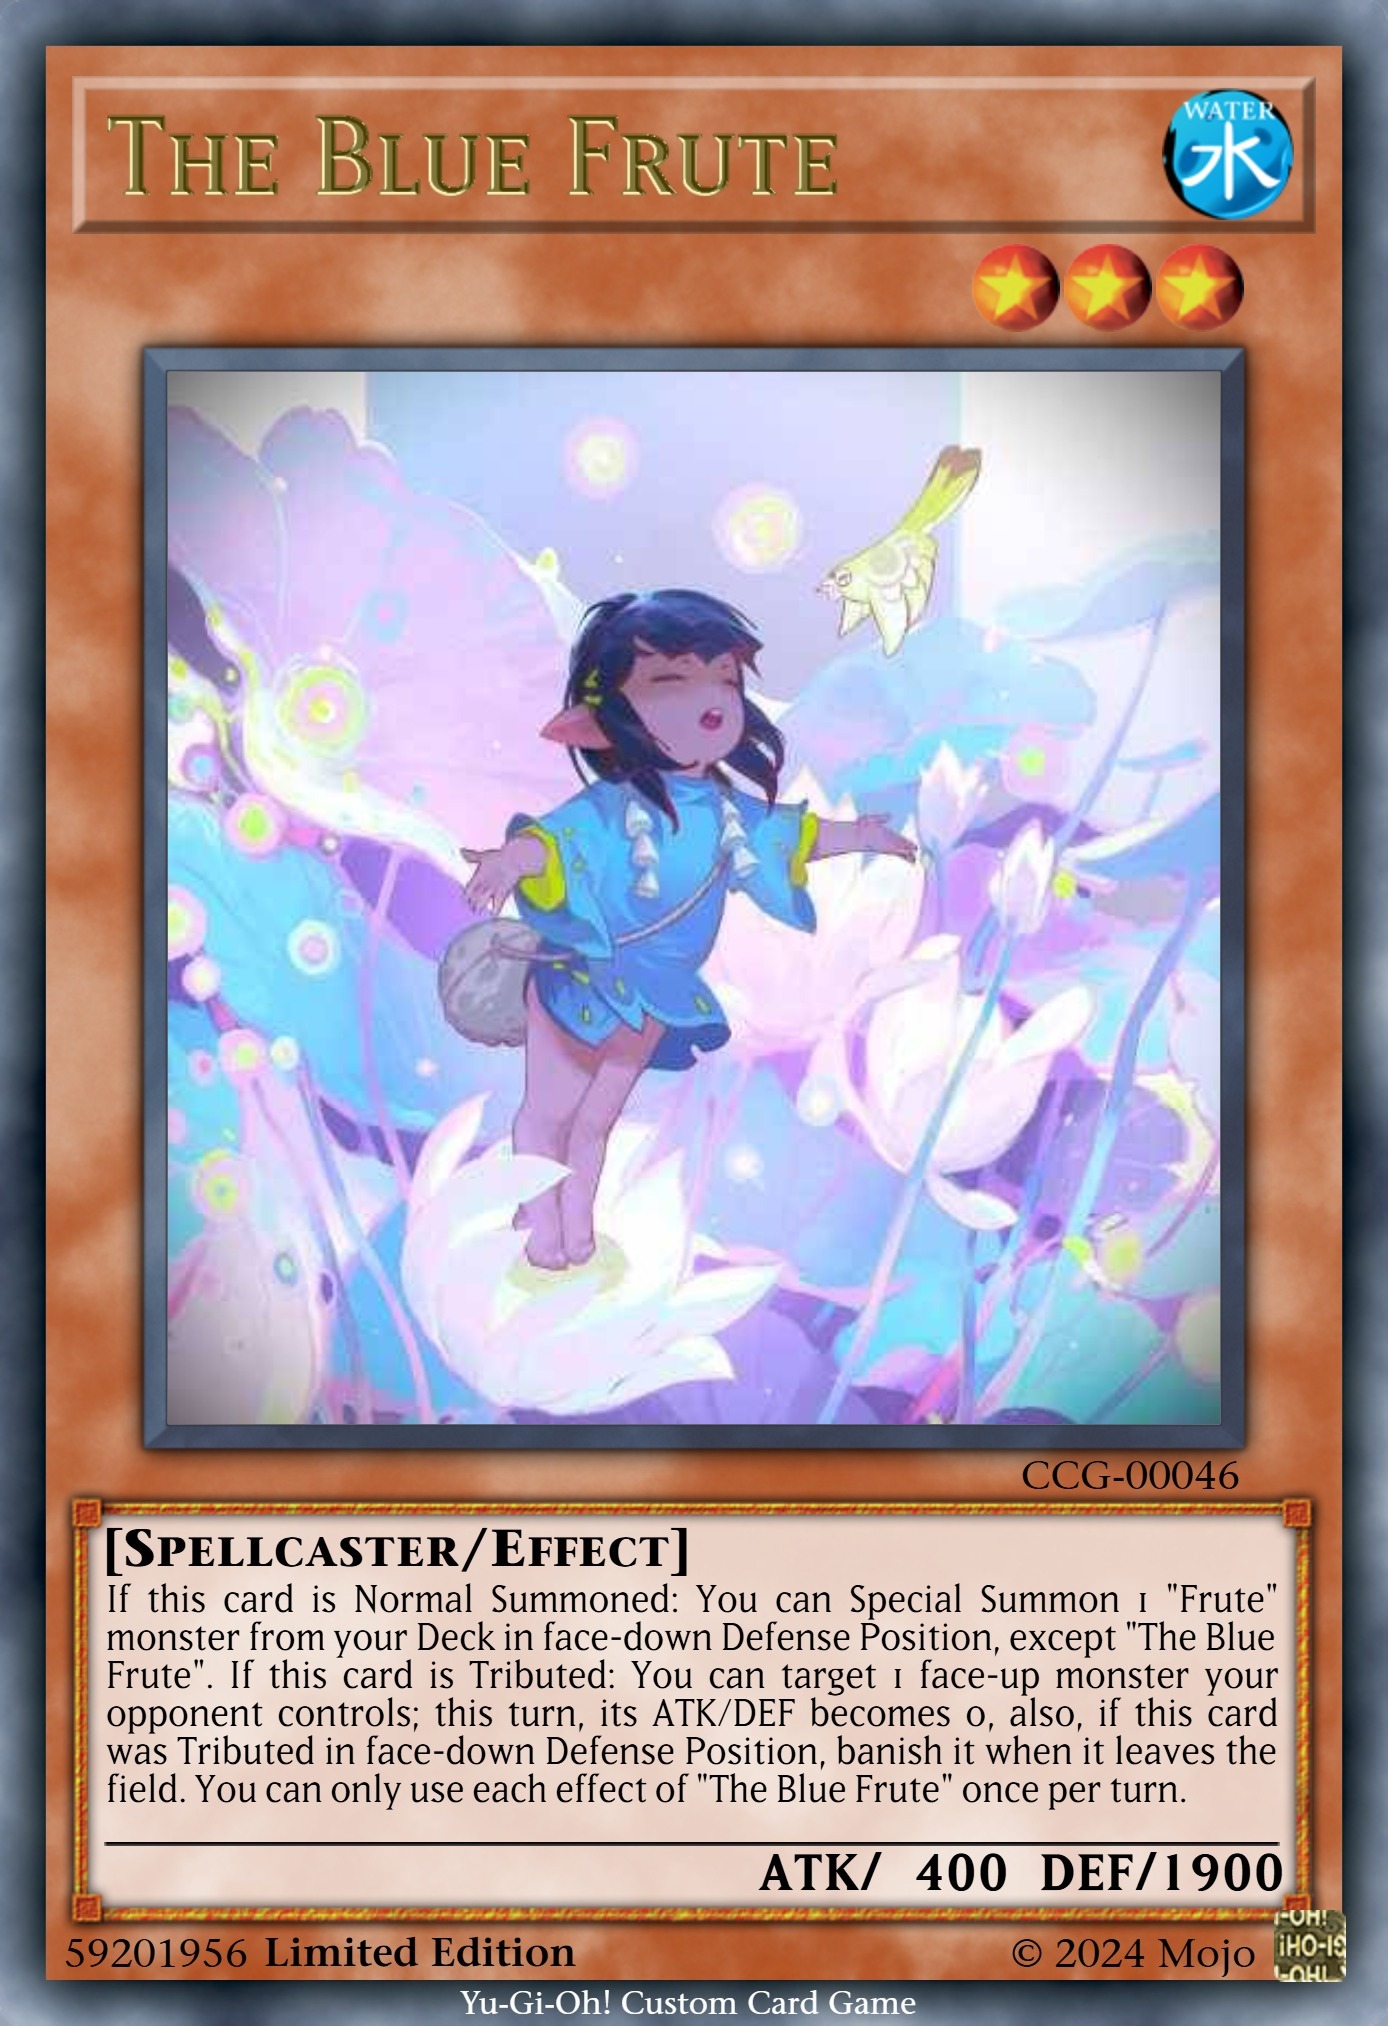 The Blue Frute
WATER
水
CCG-00046
[Spellcaster/Effect]
If this card is Normal Summoned: You can Special Summon 1 "Frute"
monster from your Deck in face-down Defense Position, except "The Blue
Frute". If this card is Tributed: You can target 1 face-up monster your
opponent controls; this turn, its ATK/DEF becomes 0, also, if this card
was Tributed in face-down Defense Position, banish it when it leaves the
field. You can only use each effect of "The Blue Frute" once per turn.
ATK/ 400 DEF/1900
59201956 Limited Edition
© 2024 Mojo
Yu-Gi-Oh! Custom Card Game